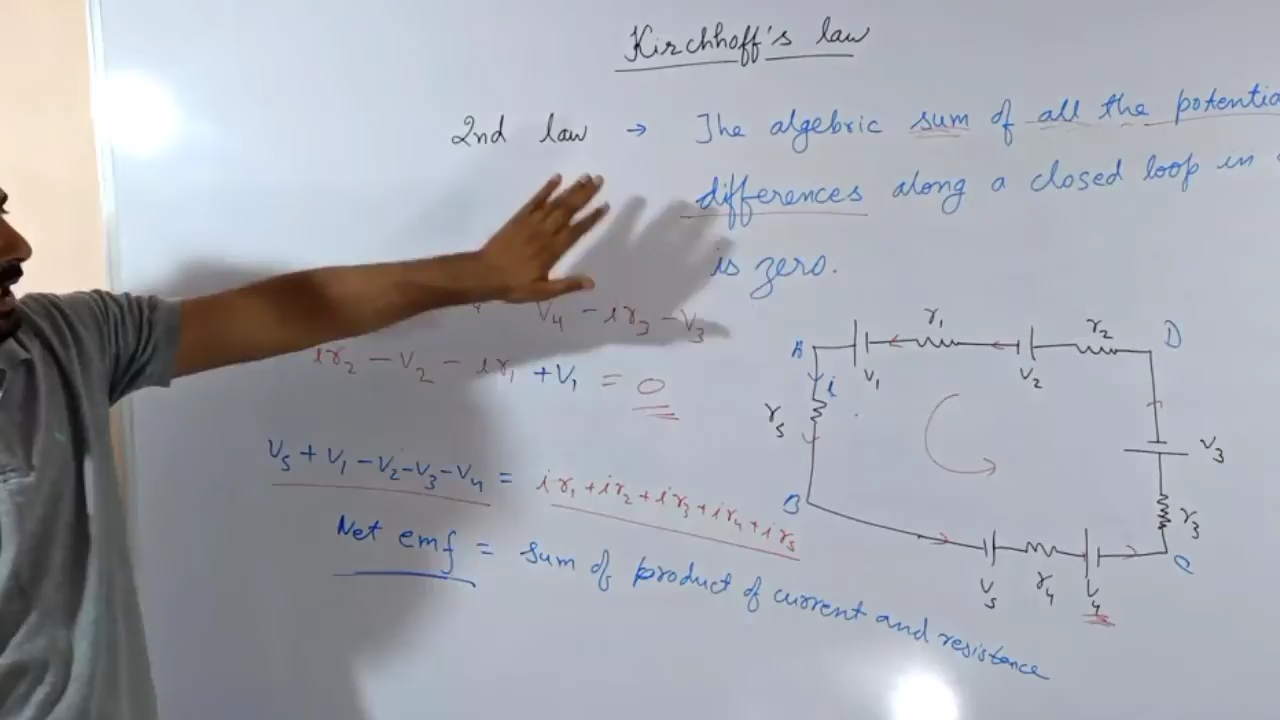 Kirchhoff's law
2nd law → The algebric sum of all the potentia
differences along a closed loop in
is zero.
V4 - ir3 - V3
ir2 - V2 - ir1 + V1 = 0
V5 + V1 - V2 - V3 - V4 = ir1 + ir2 + ir3 + ir4 + ir5
Net emf = sum of product of current and resistance
A
V1
r1
V2
r2
D
i
r5
V3
B
r3
V5
r4
V4
C